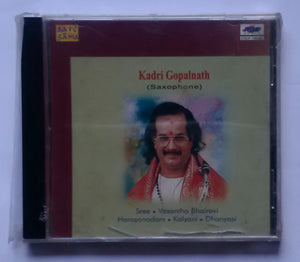 Kadri Gopalnath
(Saxophone)
Sree • Vasantha Bhairavi
Hamsanadam • Kalyani • Dhanyasi